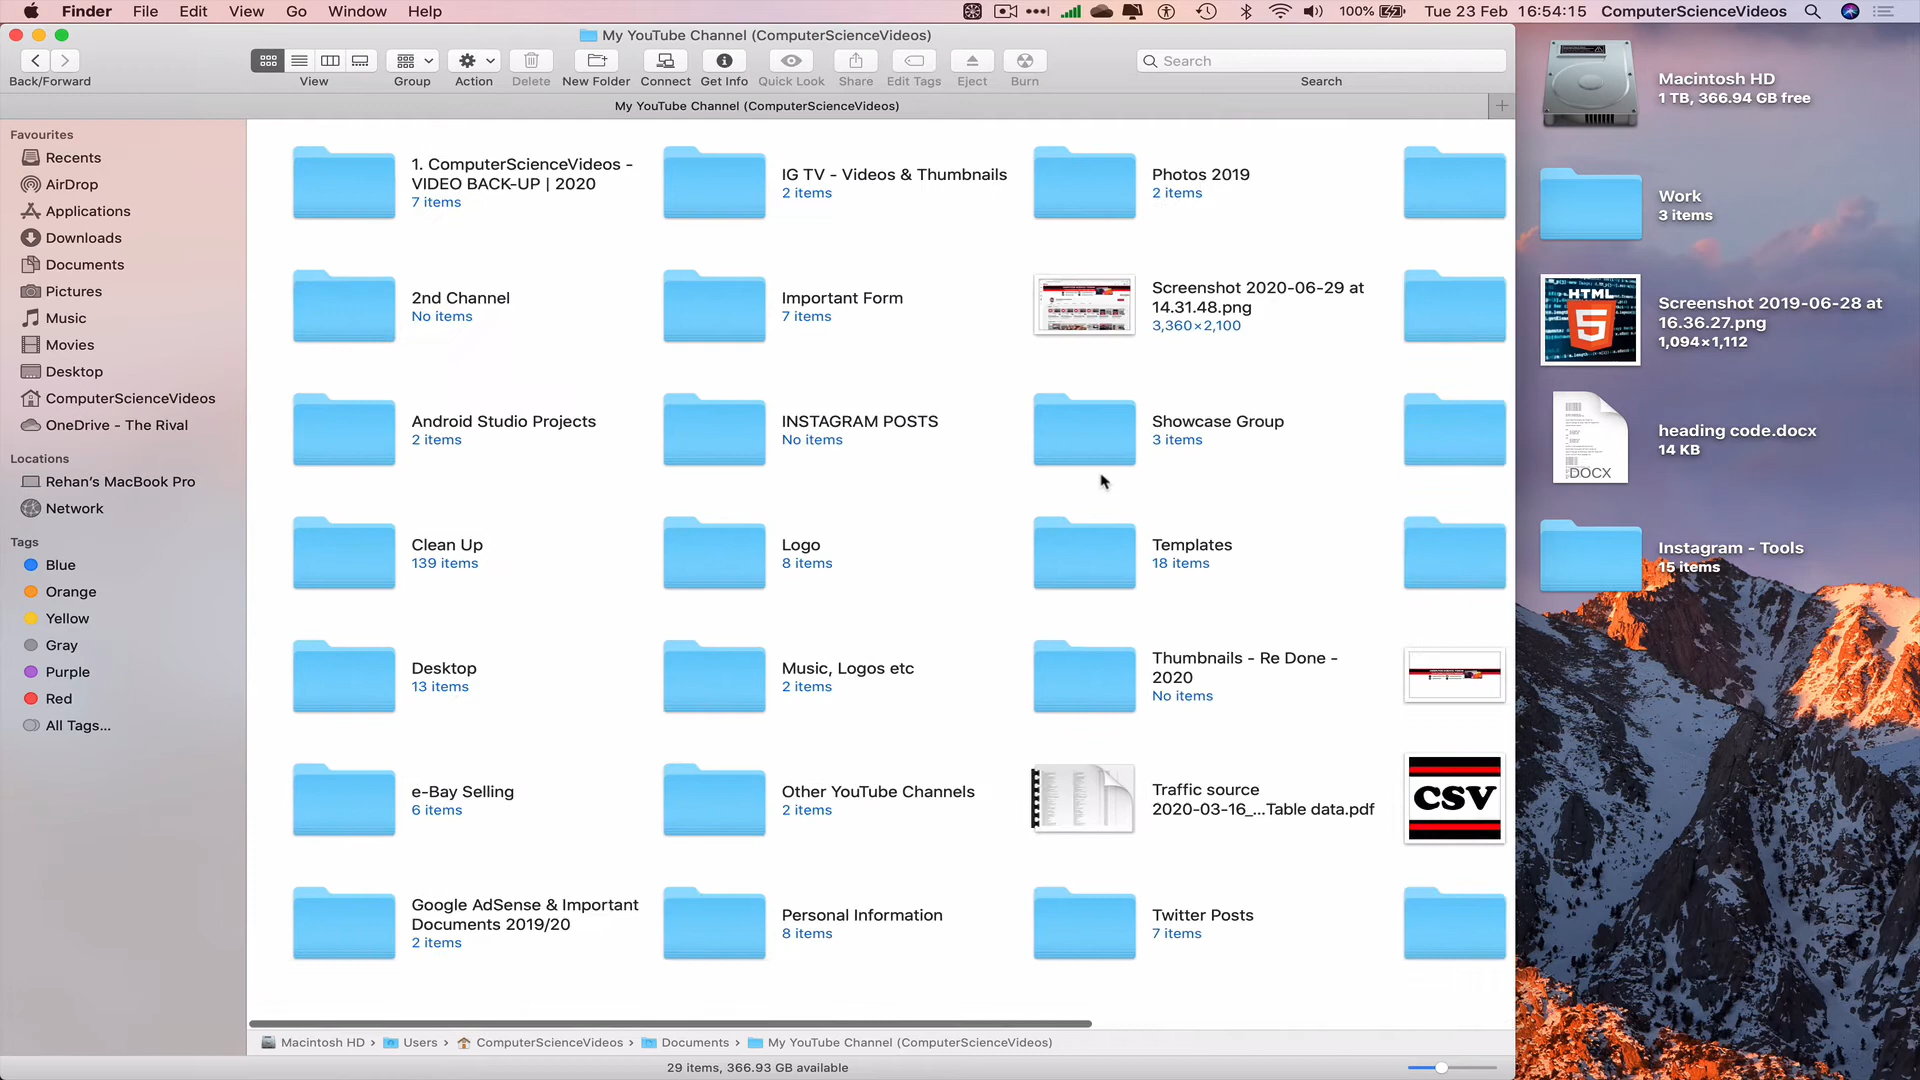 Finder File Edit View Go Window Help
100% Tue 23 Feb 16:54:15 ComputerScienceVideos
My YouTube Channel (ComputerScienceVideos)
Back/Forward View Group Action Delete New Folder Connect Get Info Quick Look Share Edit Tags Eject Burn Search
Search
My YouTube Channel (ComputerScienceVideos)
Favourites
Recents
AirDrop
Applications
Downloads
Documents
Pictures
Music
Movies
Desktop
ComputerScienceVideos
OneDrive - The Rival
Locations
Rehan's MacBook Pro
Network
Tags
Blue
Orange
Yellow
Gray
Purple
Red
All Tags...
1. ComputerScienceVideos -
VIDEO BACK-UP | 2020
7 items
IG TV - Videos & Thumbnails
2 items
Photos 2019
2 items
2nd Channel
No items
Important Form
7 items
Screenshot 2020-06-29 at
14.31.48.png
3,360×2,100
Android Studio Projects
2 items
INSTAGRAM POSTS
No items
Showcase Group
3 items
Clean Up
139 items
Logo
8 items
Templates
18 items
Desktop
13 items
Music, Logos etc
2 items
Thumbnails - Re Done -
2020
No items
e-Bay Selling
6 items
Other YouTube Channels
2 items
Traffic source
2020-03-16_...Table data.pdf
CSV
Google AdSense & Important
Documents 2019/20
2 items
Personal Information
8 items
Twitter Posts
7 items
Macintosh HD › Users › ComputerScienceVideos › Documents › My YouTube Channel (ComputerScienceVideos)
29 items, 366.93 GB available
Macintosh HD
1 TB, 366.94 GB free
Work
3 items
HTML
5
Screenshot 2019-06-28 at
16.36.27.png
1,094×1,112
DOCX
heading code.docx
14 KB
Instagram - Tools
15 items